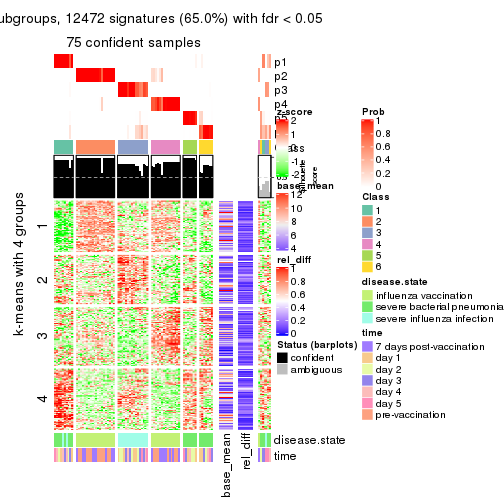 ubgroups, 12472 signatures (65.0%) with fdr < 0.05
75 confident samples
p1
p2
p3
p4
z-score
2
1
0
-1
-2
Silhouette
score
base_mean
12
10
8
6
4
rel_diff
1
0.8
0.6
0.4
0.2
0
Status (barplots)
confident
ambiguous
Prob
1
0.8
0.6
0.4
0.2
0
Class
1
2
3
4
5
6
disease.state
influenza vaccination
severe bacterial pneumonia
severe influenza infection
time
7 days post-vaccination
day 1
day 2
day 3
day 4
day 5
pre-vaccination
k-means with 4 groups
1
2
3
4
disease.state
time
base_mean
rel_diff